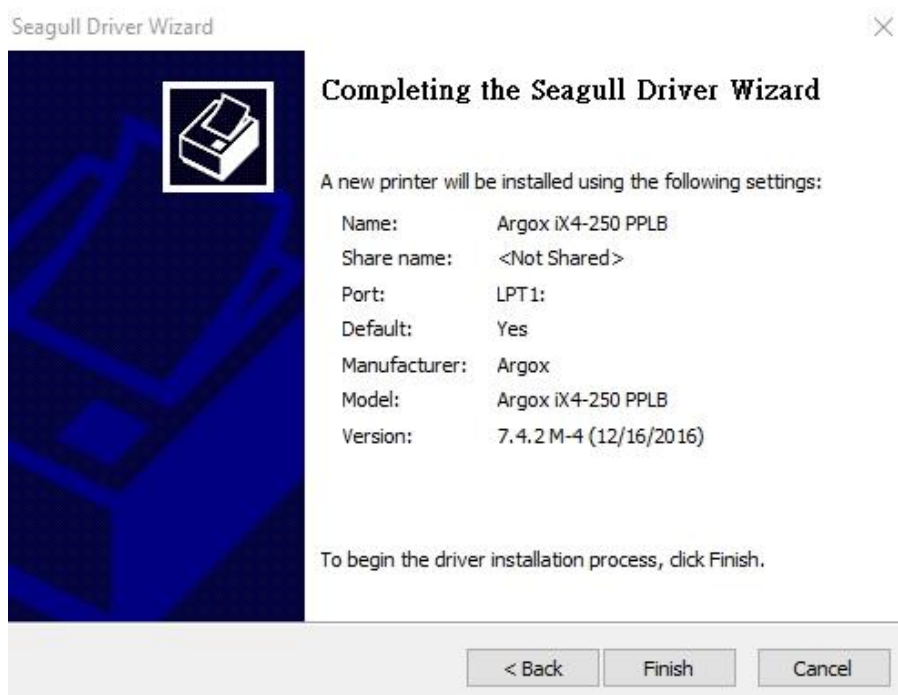 Seagull Driver Wizard
Completing the Seagull Driver Wizard
A new printer will be installed using the following settings:
Name: Argox iX4-250 PPLB
Share name: <Not Shared>
Port: LPT1:
Default: Yes
Manufacturer: Argox
Model: Argox iX4-250 PPLB
Version: 7.4.2 M-4 (12/16/2016)
To begin the driver installation process, click Finish.
< Back Finish Cancel